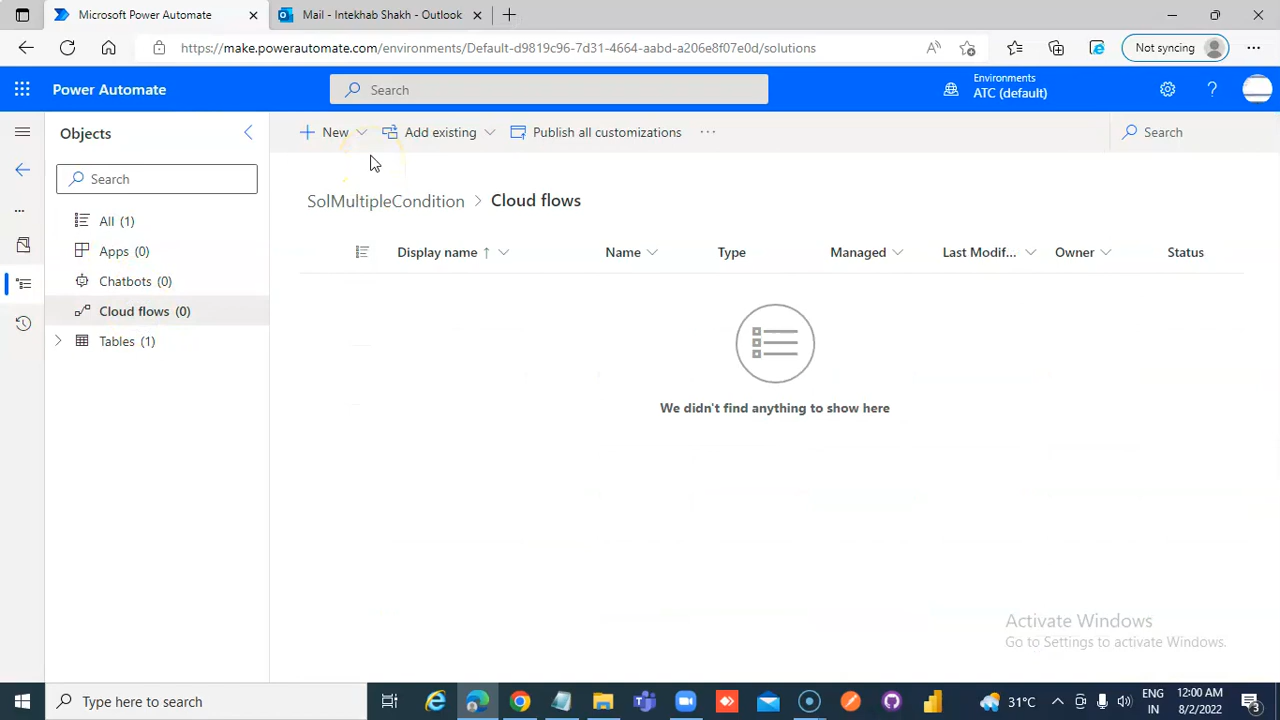 Microsoft Power Automate
Mail - Intekhab Shakh - Outlook
https://make.powerautomate.com/environments/Default-d9819c96-7d31-4664-aabd-a206e8f07e0d/solutions
Not syncing
Power Automate
Search
Environments
ATC (default)
Objects
New
Add existing
Publish all customizations
Search
Search
SolMultipleCondition > Cloud flows
All (1)
Apps (0)
Chatbots (0)
Cloud flows (0)
Tables (1)
Display name ↑
Name
Type
Managed
Last Modif...
Owner
Status
We didn't find anything to show here
Activate Windows
Go to Settings to activate Windows.
Type here to search
31°C
ENG
IN
12:00 AM
8/2/2022
3